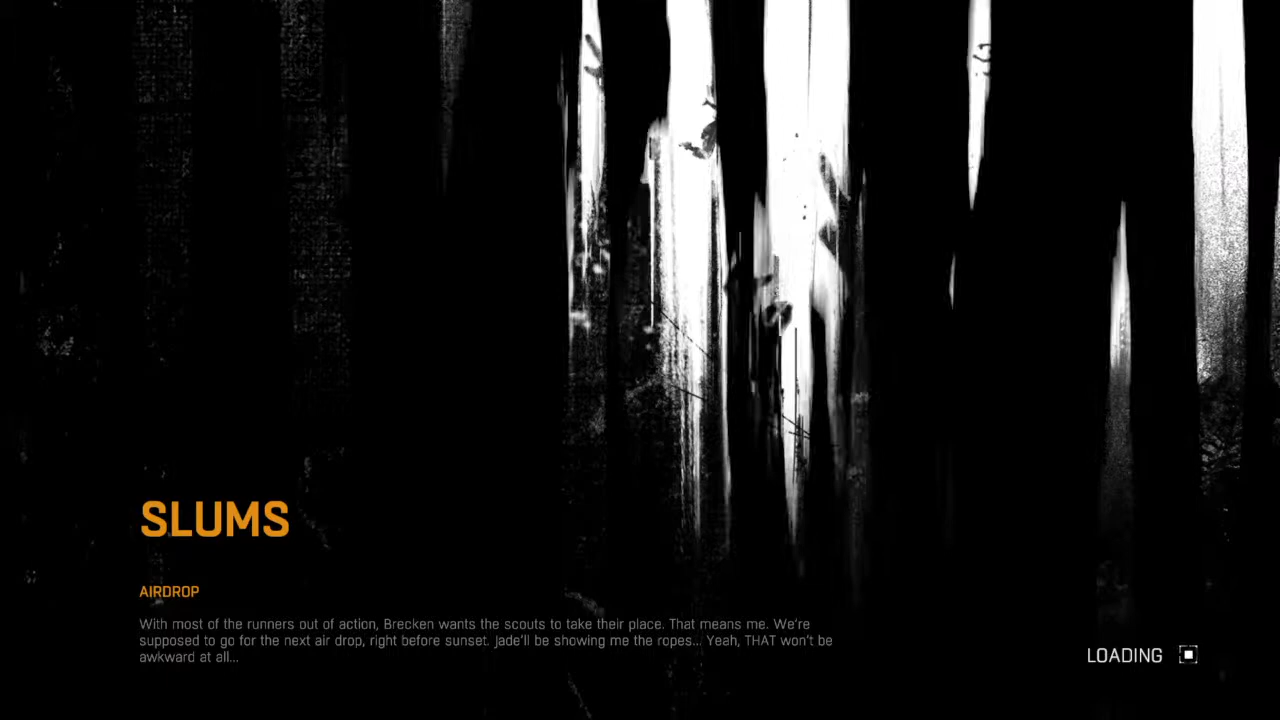 SLUMS
AIRDROP
With most of the runners out of action, Brecken wants the scouts to take their place. That means me. We're
supposed to go for the next air drop, right before sunset. Jade'll be showing me the ropes... Yeah, THAT won't be
awkward at all...
LOADING